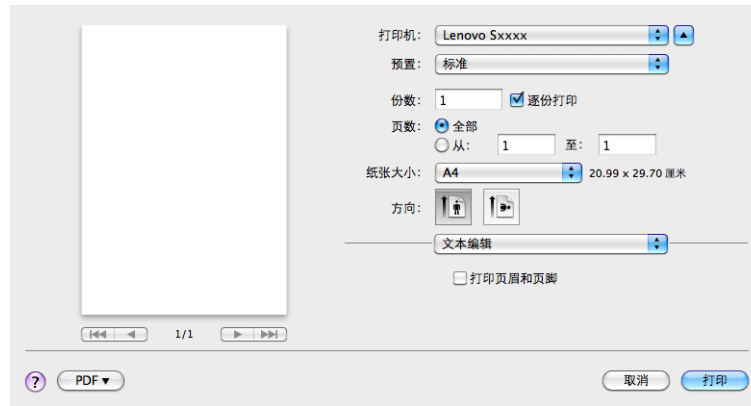 打印机: Lenovo Sxxxx
预置: 标准
份数: 1 逐份打印
页数: 全部
从: 1 至: 1
纸张大小: A4 20.99 x 29.70 厘米
方向:
文本编辑
打印页眉和页脚
1/1
? PDF▼ 取消 打印